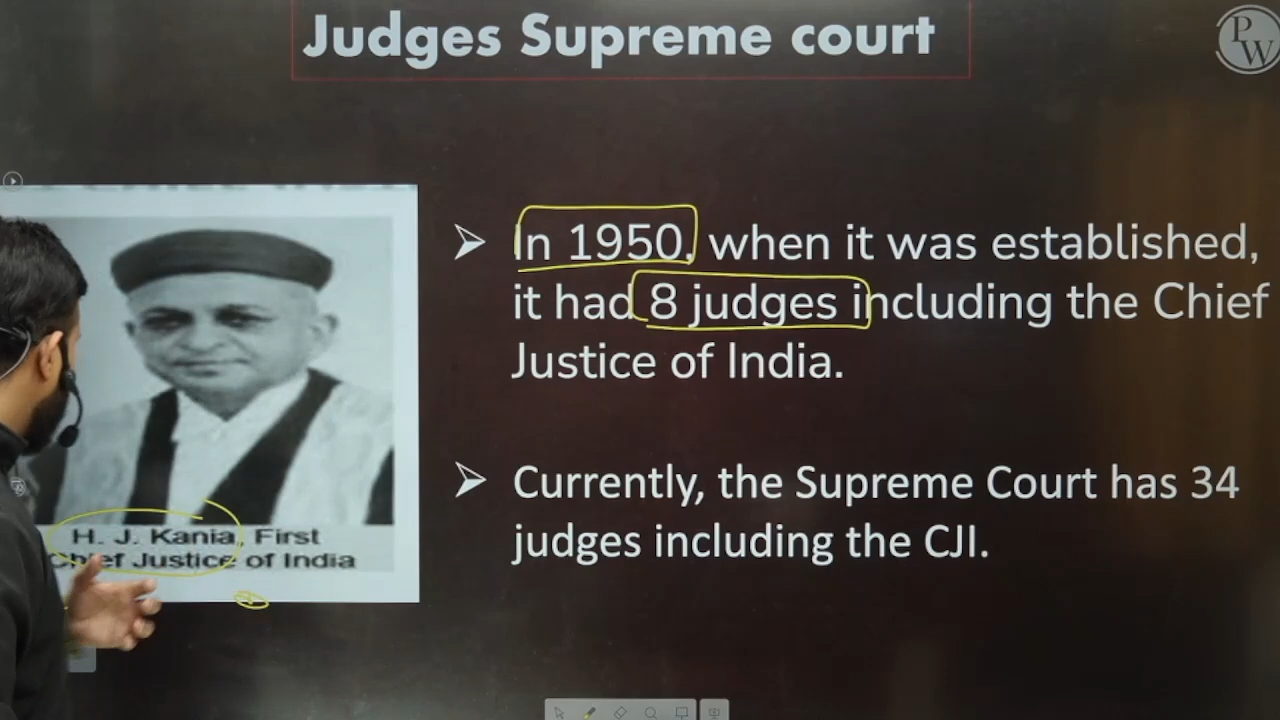 Judges Supreme court
PW
In 1950, when it was established,
it had 8 judges including the Chief
Justice of India.
Currently, the Supreme Court has 34
judges including the CJI.
H. J. Kania, First
Chief Justice of India